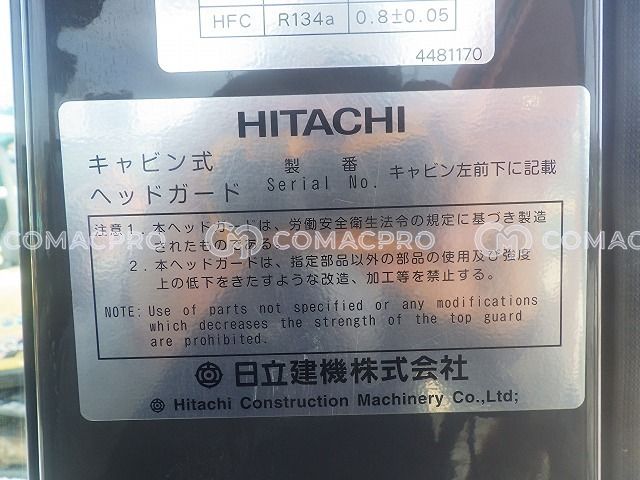 HFC R134a 0.8±0.05
4481170
HITACHI
キャビン式 製番 キャビン左前下に記載
ヘッドガード Serial No.
注意1．本ヘッドガードは、労働安全衛生法令の規定に基づき製造
されたものである。
2．本ヘッドガードは、指定部品以外の部品の使用及び強度
上の低下をきたすような改造、加工等を禁止する。
NOTE: Use of parts not specified or any modifications
which decreases the strength of the top guard
are prohibited.
日立建機株式会社
Hitachi Construction Machinery Co.,Ltd;
COMACPRO COMACPRO COMACPRO